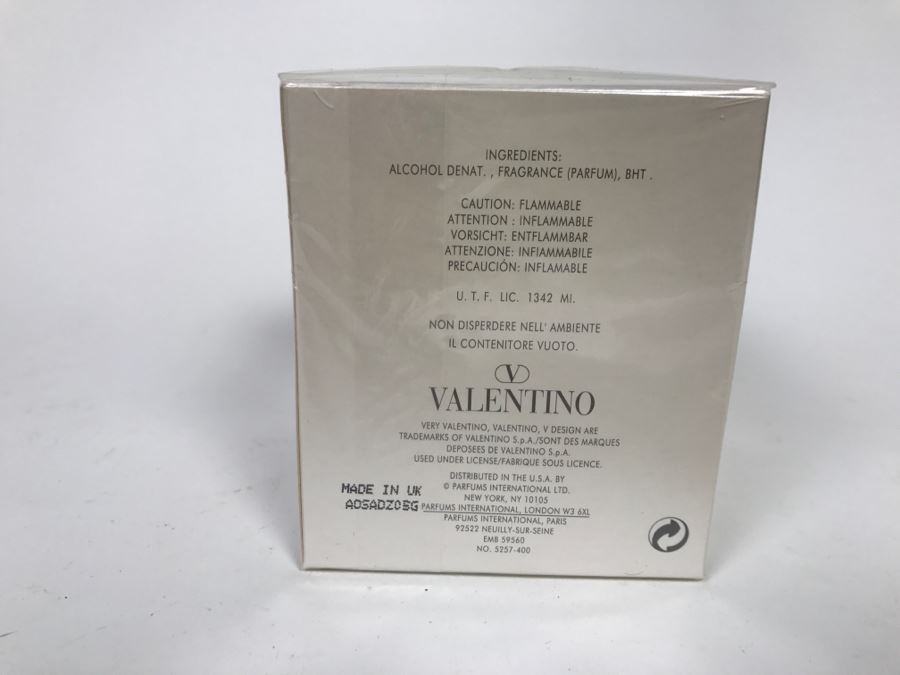 INGREDIENTS:
ALCOHOL DENAT. , FRAGRANCE (PARFUM), BHT .
CAUTION: FLAMMABLE
ATTENTION : INFLAMMABLE
VORSICHT: ENTFLAMMBAR
ATTENZIONE: INFIAMMABILE
PRECAUCIÓN: INFLAMABLE
U. T. F. LIC. 1342 MI.
NON DISPERDERE NELL' AMBIENTE
IL CONTENITORE VUOTO.
V
VALENTINO
VERY VALENTINO, VALENTINO, V DESIGN ARE
TRADEMARKS OF VALENTINO S.p.A./SONT DES MARQUES
DEPOSEES DE VALENTINO S.p.A.
USED UNDER LICENSE/FABRIQUE SOUS LICENCE.
DISTRIBUTED IN THE U.S.A. BY
© PARFUMS INTERNATIONAL LTD.
NEW YORK, NY 10105
PARFUMS INTERNATIONAL, LONDON W3 6XL
PARFUMS INTERNATIONAL, PARIS
92522 NEUILLY-SUR-SEINE
EMB 59560
NO. 5257-400
MADE IN UK